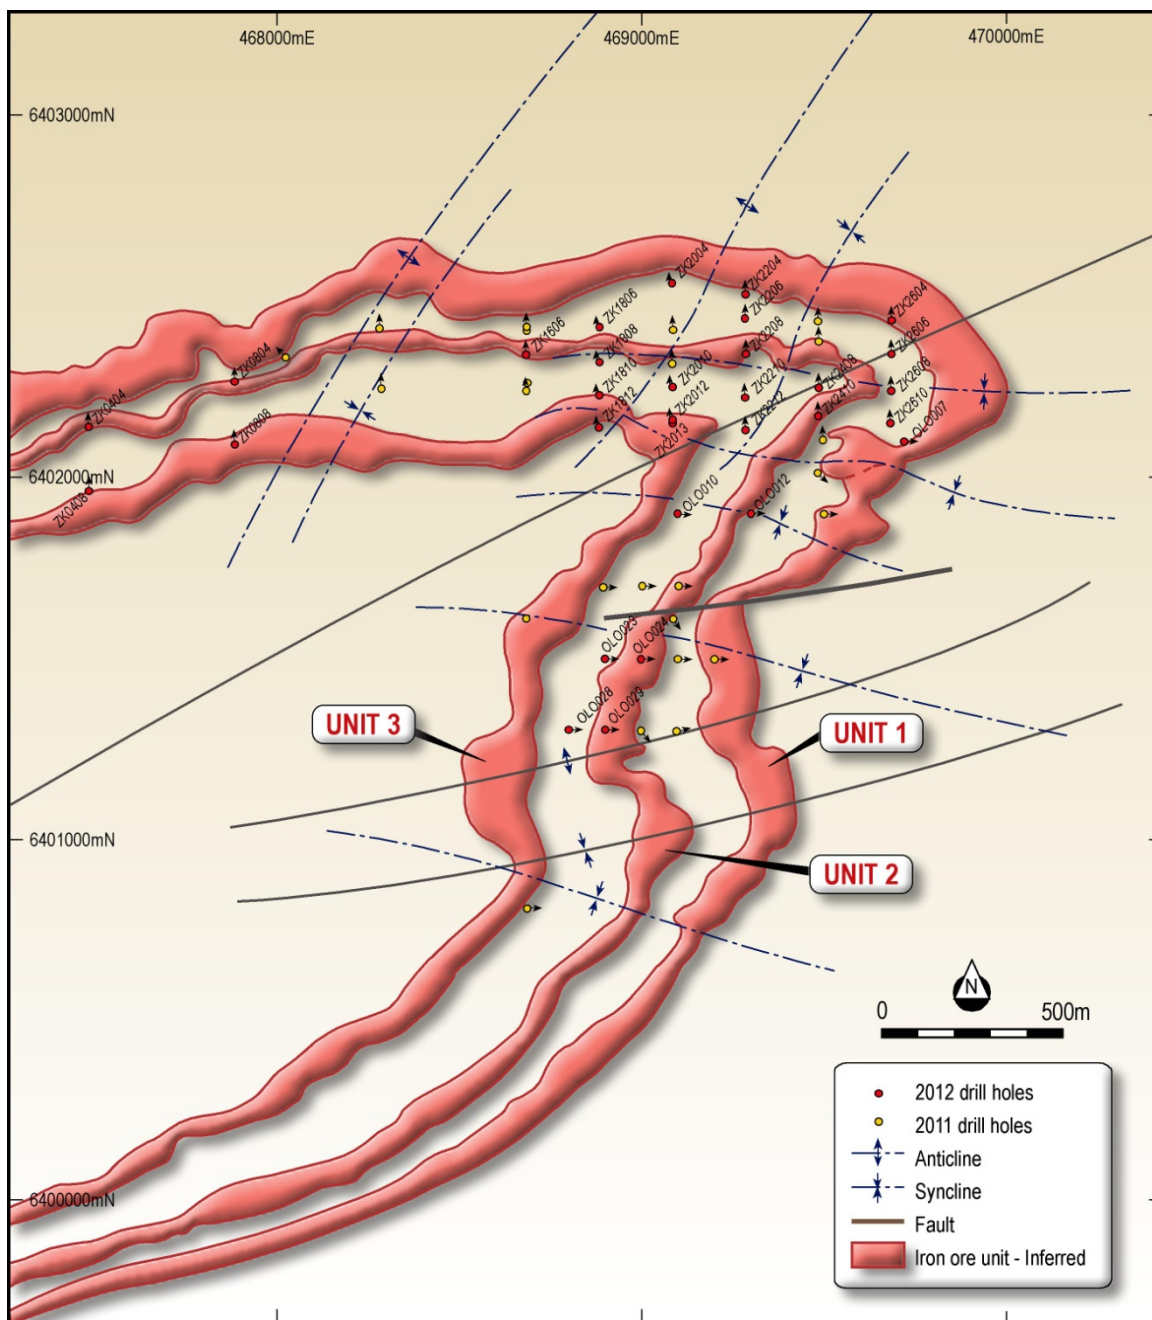 468000mE
469000mE
470000mE
6403000mN
ZK2004
ZK2204
ZK2206
ZK2604
ZK1806
ZK1606
ZK1808
ZK2208
ZK2606
ZK0804
ZK1810
ZK2010
ZK2210
ZK2408
ZK2608
ZK0404
ZK1812
ZK2012
ZK2212
ZK2410
ZK2610
ZK0808
ZK2013
OLO007
6402000mN
ZK0408
OLO010
OLO012
OLO023
OLO024
OLO028
OLO029
UNIT 3
UNIT 1
6401000mN
UNIT 2
N
0
500m
2012 drill holes
2011 drill holes
Anticline
6400000mN
Syncline
Fault
Iron ore unit - Inferred